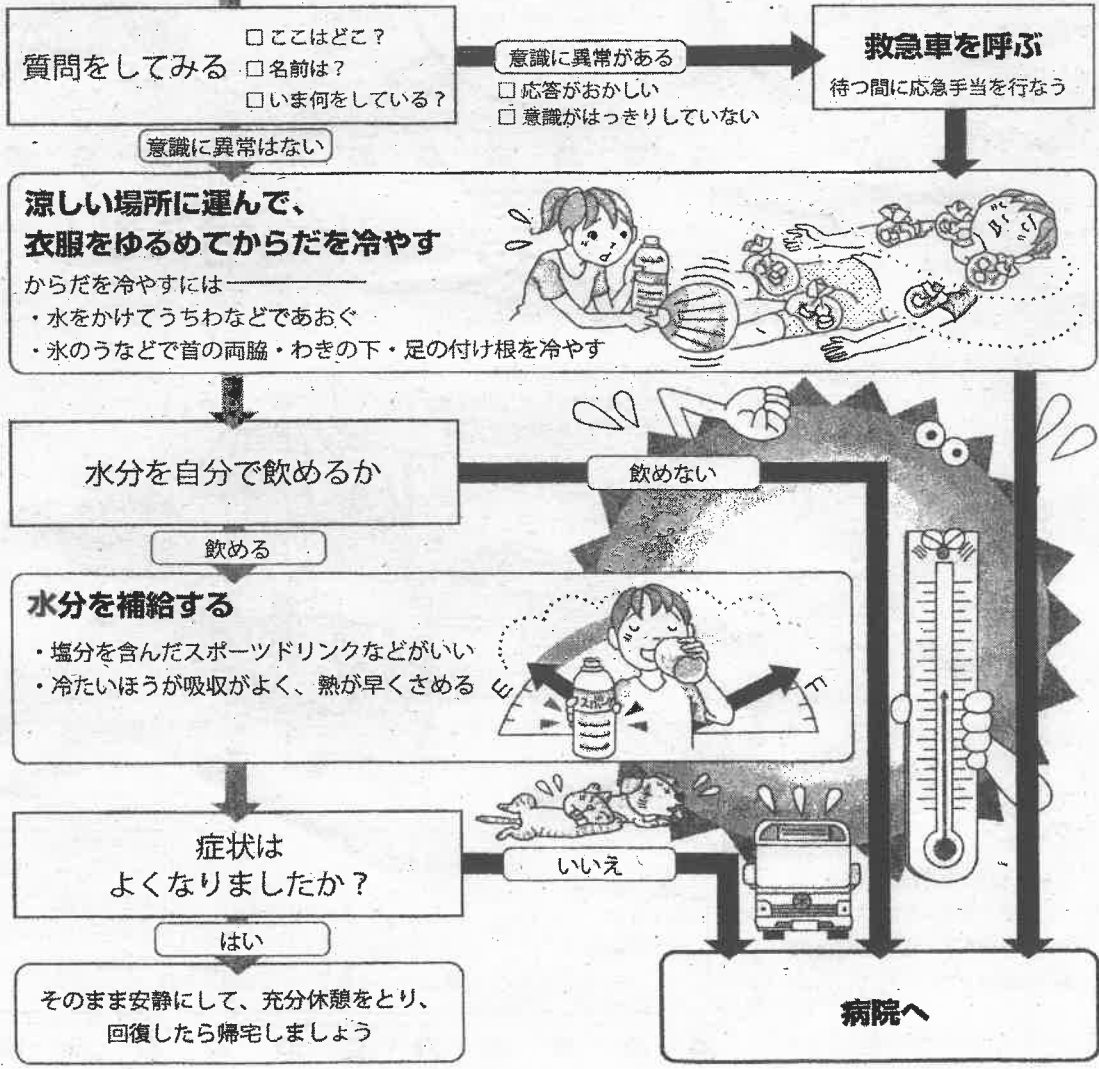 質問をしてみる
□ ここはどこ?
□ 名前は?
□ いま何をしている?
意識に異常がある
□ 応答がおかしい
□ 意識がはっきりしていない
救急車を呼ぶ
待つ間に応急手当を行なう
意識に異常はない
涼しい場所に運んで、
衣服をゆるめてからだを冷やす
からだを冷やすには
・水をかけてうちわなどであおぐ
・氷のうなどで首の両脇・わきの下・足の付け根を冷やす
水分を自分で飲めるか
飲めない
飲める
水分を補給する
・塩分を含んだスポーツドリンクなどがいい
・冷たいほうが吸収がよく、熱が早くさめる
E
F
症状は
よくなりましたか?
いいえ
はい
そのまま安静にして、充分休憩をとり、
回復したら帰宅しましょう
病院へ